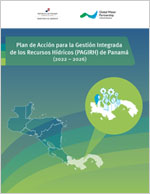 Global Water
Partnership
Plan de Acción para la Gestión Integrada
de los Recursos Hídricos (PAGIRH) de Panamá
(2022 - 2026)